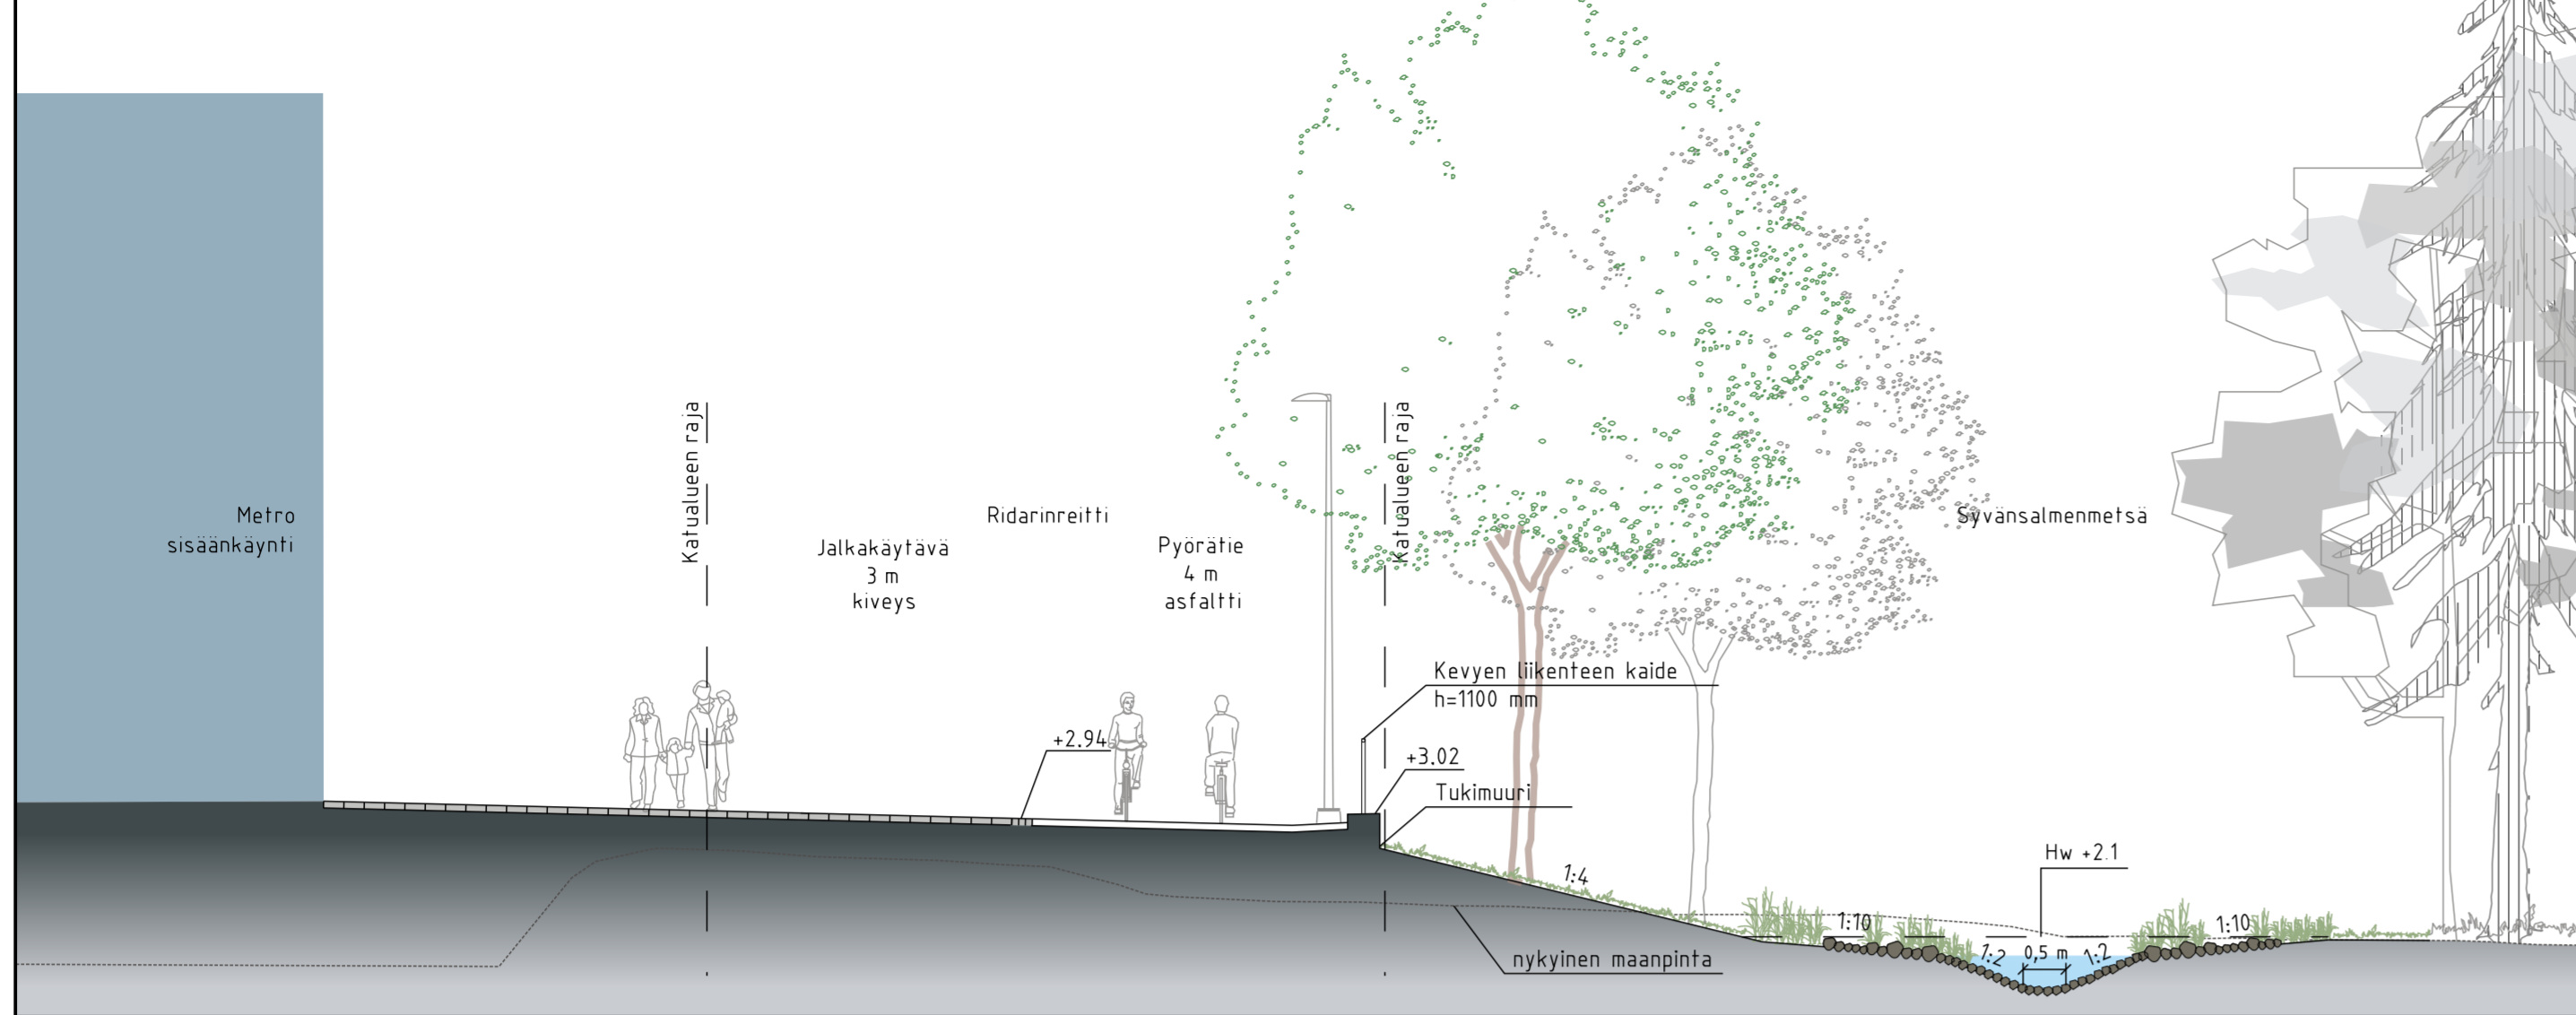 Metro
sisäänkäynti
Katualueen raja
Jalkakäytävä
3 m
kiveys
Ridarinreitti
Pyörätie
4 m
asfaltti
Katualueen raja
Syvänsalmenmetsä
Kevyen liikenteen kaide
h=1100 mm
+2.94
+3.02
Tukimuuri
1:4
nykyinen maanpinta
Hw +2.1
1:10
1:2
0,5 m
1:2
1:10